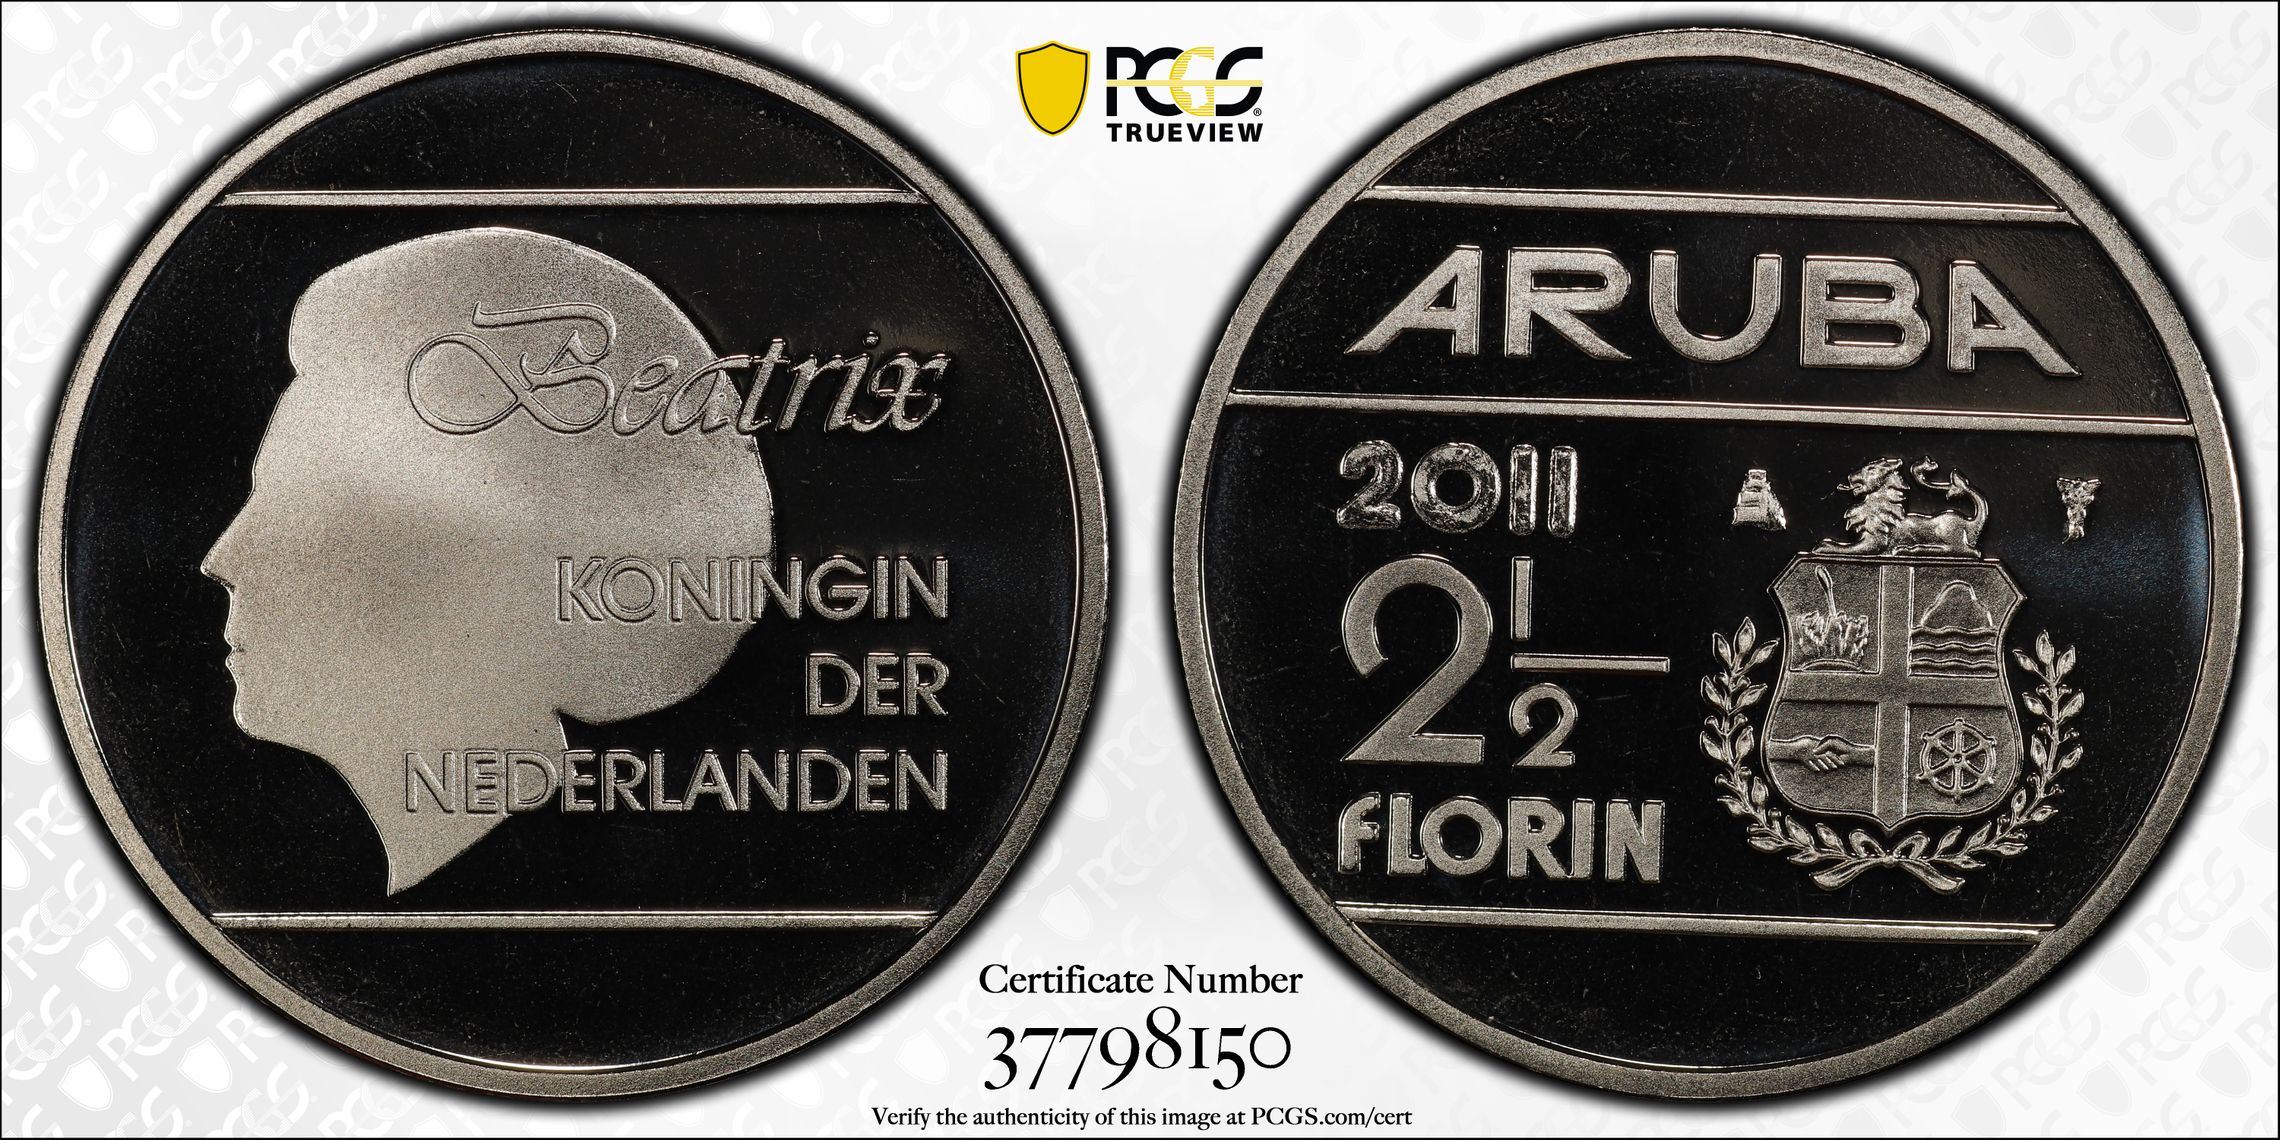 PCGS
TRUEVIEW
Beatrix
KONINGIN
DER
NEDERLANDEN
ARUBA
2011
2 1/2
FLORIN
Certificate Number
37798150
Verify the authenticity of this image at PCGS.com/cert